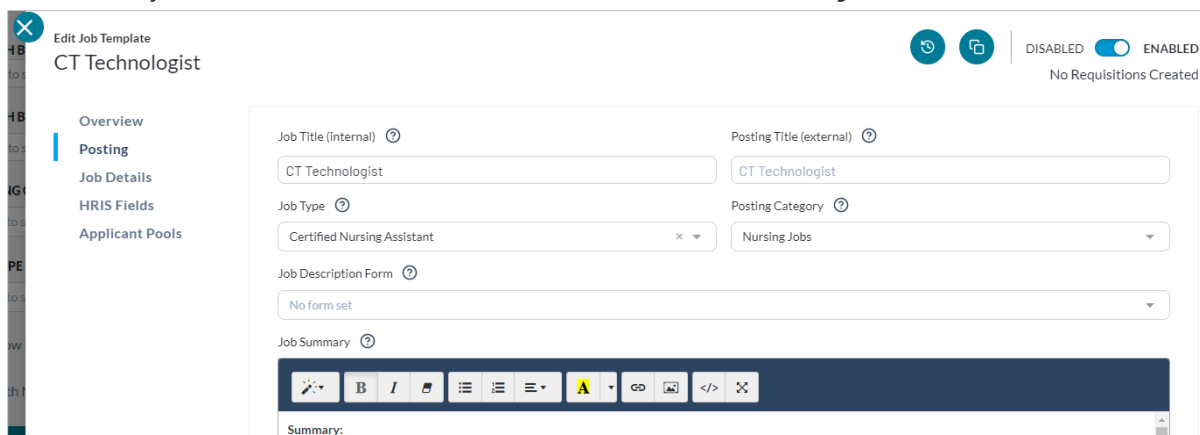 Edit Job Template
CT Technologist
DISABLED ENABLED
No Requisitions Created
Overview
Posting
Job Details
HRIS Fields
Applicant Pools
Job Title (internal) ?
Posting Title (external) ?
CT Technologist
CT Technologist
Job Type ?
Posting Category ?
Certified Nursing Assistant × 
Nursing Jobs
Job Description Form ?
No form set
Job Summary ?
B I A </>
Summary: